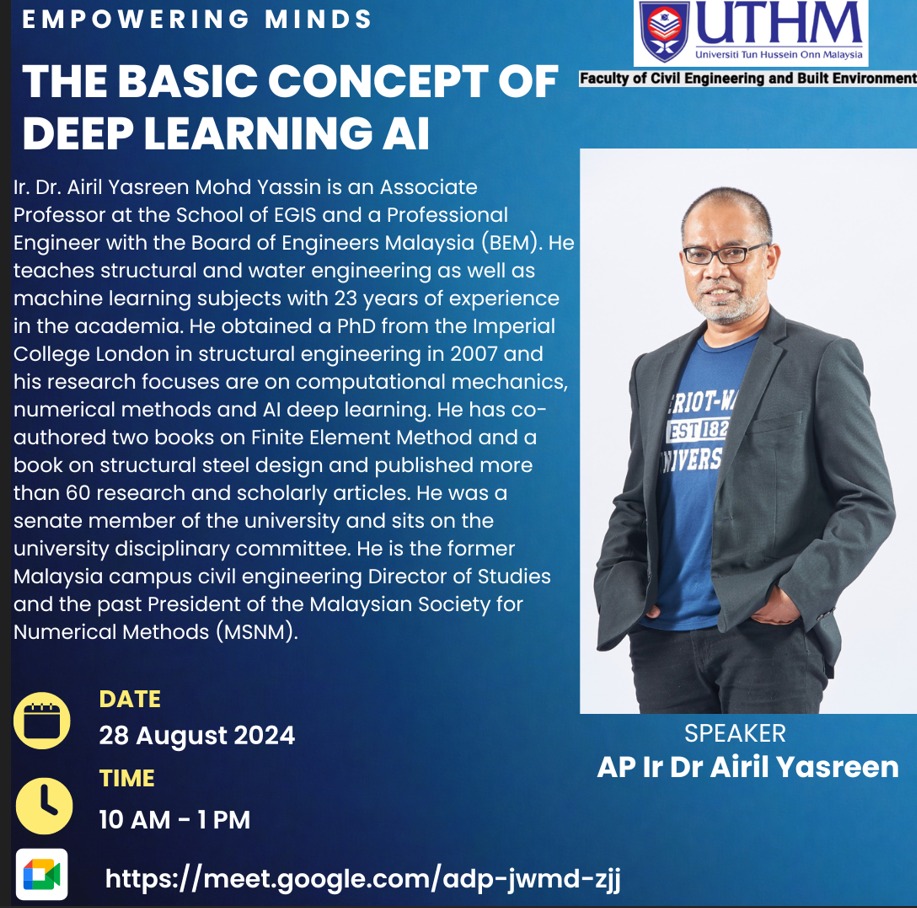 EMPOWERING MINDS
THE BASIC CONCEPT OF
DEEP LEARNING AI
Ir. Dr. Airil Yasreen Mohd Yassin is an Associate
Professor at the School of EGIS and a Professional
Engineer with the Board of Engineers Malaysia (BEM). He
teaches structural and water engineering as well as
machine learning subjects with 23 years of experience
in the academia. He obtained a PhD from the Imperial
College London in structural engineering in 2007 and
his research focuses are on computational mechanics,
numerical methods and AI deep learning. He has co-
authored two books on Finite Element Method and a
book on structural steel design and published more
than 60 research and scholarly articles. He was a
senate member of the university and sits on the
university disciplinary committee. He is the former
Malaysia campus civil engineering Director of Studies
and the past President of the Malaysian Society for
Numerical Methods (MSNM).
DATE
28 August 2024
TIME
10 AM - 1 PM
https://meet.google.com/adp-jwmd-zjj
UTHM
Universiti Tun Hussein Onn Malaysia
Faculty of Civil Engineering and Built Environment
ERIOT-WA
EST 182
NIVERS
SPEAKER
AP Ir Dr Airil Yasreen